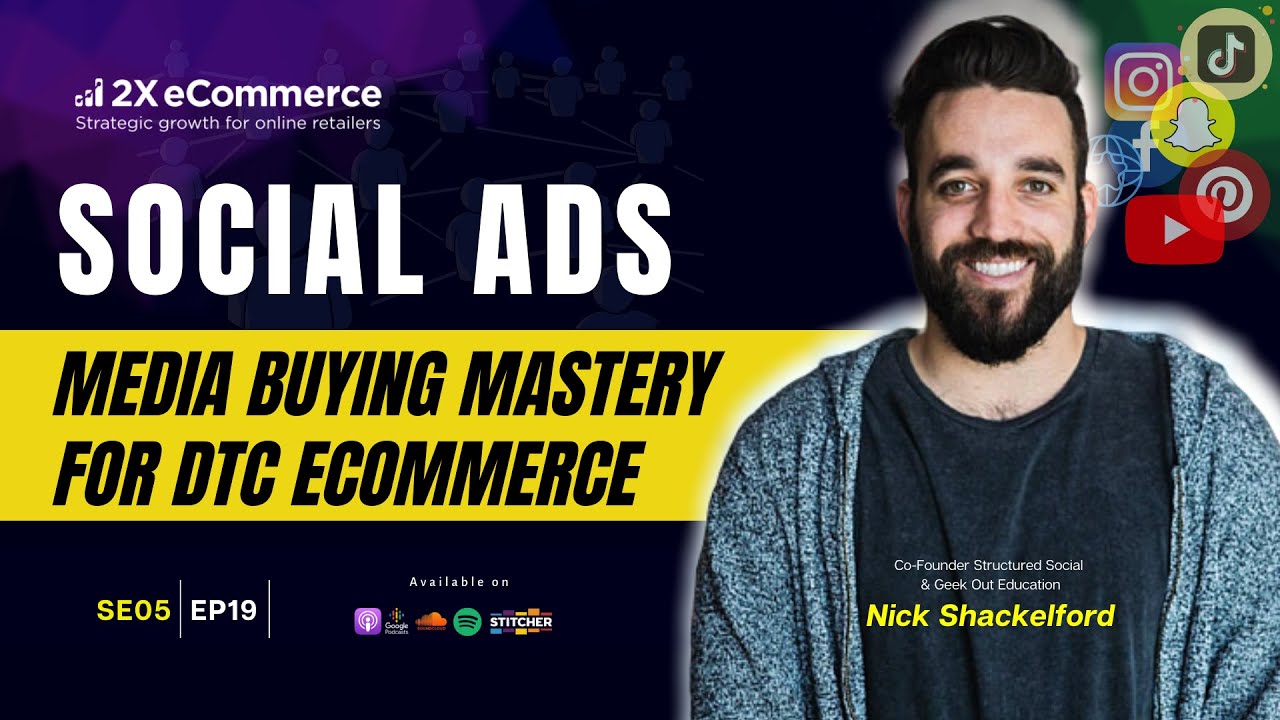 2X eCommerce
Strategic growth for online retailers
SOCIAL ADS
MEDIA BUYING MASTERY
FOR DTC ECOMMERCE
Co-Founder Structured Social
& Geek Out Education
Nick Shackelford
SE05
EP19
Available on
Google
Podcasts
SOUNDCLOUD
STITCHER